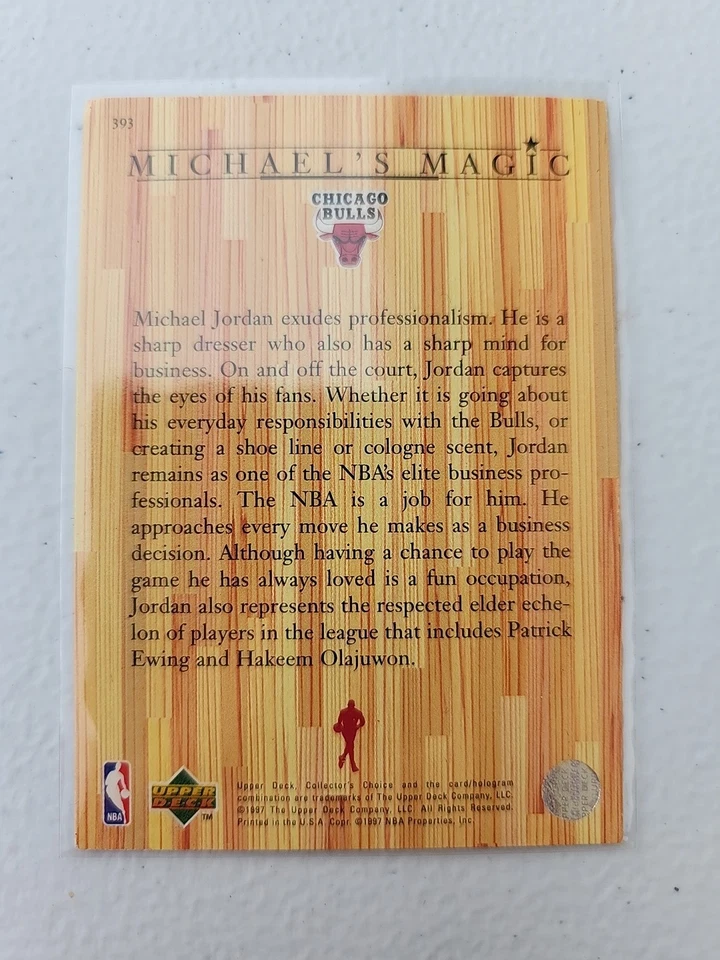 393
MICHAEL'S MAGIC
CHICAGO
BULLS
Michael Jordan exudes professionalism. He is a
sharp dresser who also has a sharp mind for
business. On and off the court, Jordan captures
the eyes of his fans. Whether it is going about
his everyday responsibilities with the Bulls, or
creating a shoe line or cologne scent, Jordan
remains as one of the NBA's elite business pro-
fessionals. The NBA is a job for him. He
approaches every move he makes as a business
decision. Although having a chance to play the
game he has always loved is a fun occupation,
Jordan also represents the respected elder eche-
lon of players in the league that includes Patrick
Ewing and Hakeem Olajuwon.
NBA
UPPER
DECK
TM
Upper Deck, Collector's Choice and the card/hologram
combination are trademarks of The Upper Deck Company, LLC.
©1997 The Upper Deck Company, LLC. All Rights Reserved.
Printed in the U.S.A. Copr. ©1997 NBA Properties, Inc.